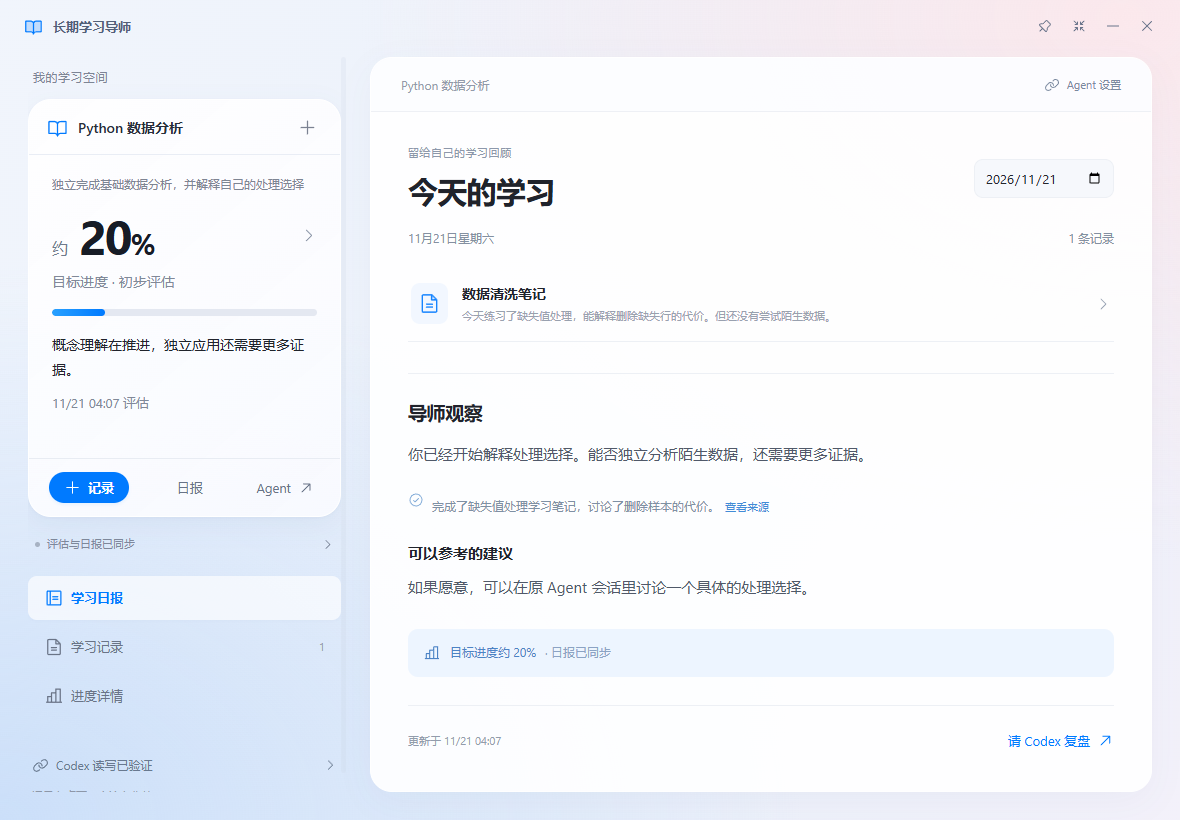 长期学习导师
我的学习空间
Python 数据分析
独立完成基础数据分析，并解释自己的处理选择
约 20%
目标进度 · 初步评估
概念理解在推进，独立应用还需要更多证
据。
11/21 04:07 评估
记录
日报
Agent
评估与日报已同步
学习日报
学习记录 1
进度详情
Codex 读写已验证
Python 数据分析
Agent 设置
留给自己的学习回顾
今天的学习
2026/11/21
11月21日星期六
1 条记录
数据清洗笔记
今天练习了缺失值处理，能解释删除缺失行的代价。但还没有尝试陌生数据。
导师观察
你已经开始解释处理选择。能否独立分析陌生数据，还需要更多证据。
完成了缺失值处理学习笔记，讨论了删除样本的代价。 查看来源
可以参考的建议
如果愿意，可以在原 Agent 会话里讨论一个具体的处理选择。
目标进度约 20% · 日报已同步
更新于 11/21 04:07
请 Codex 复盘